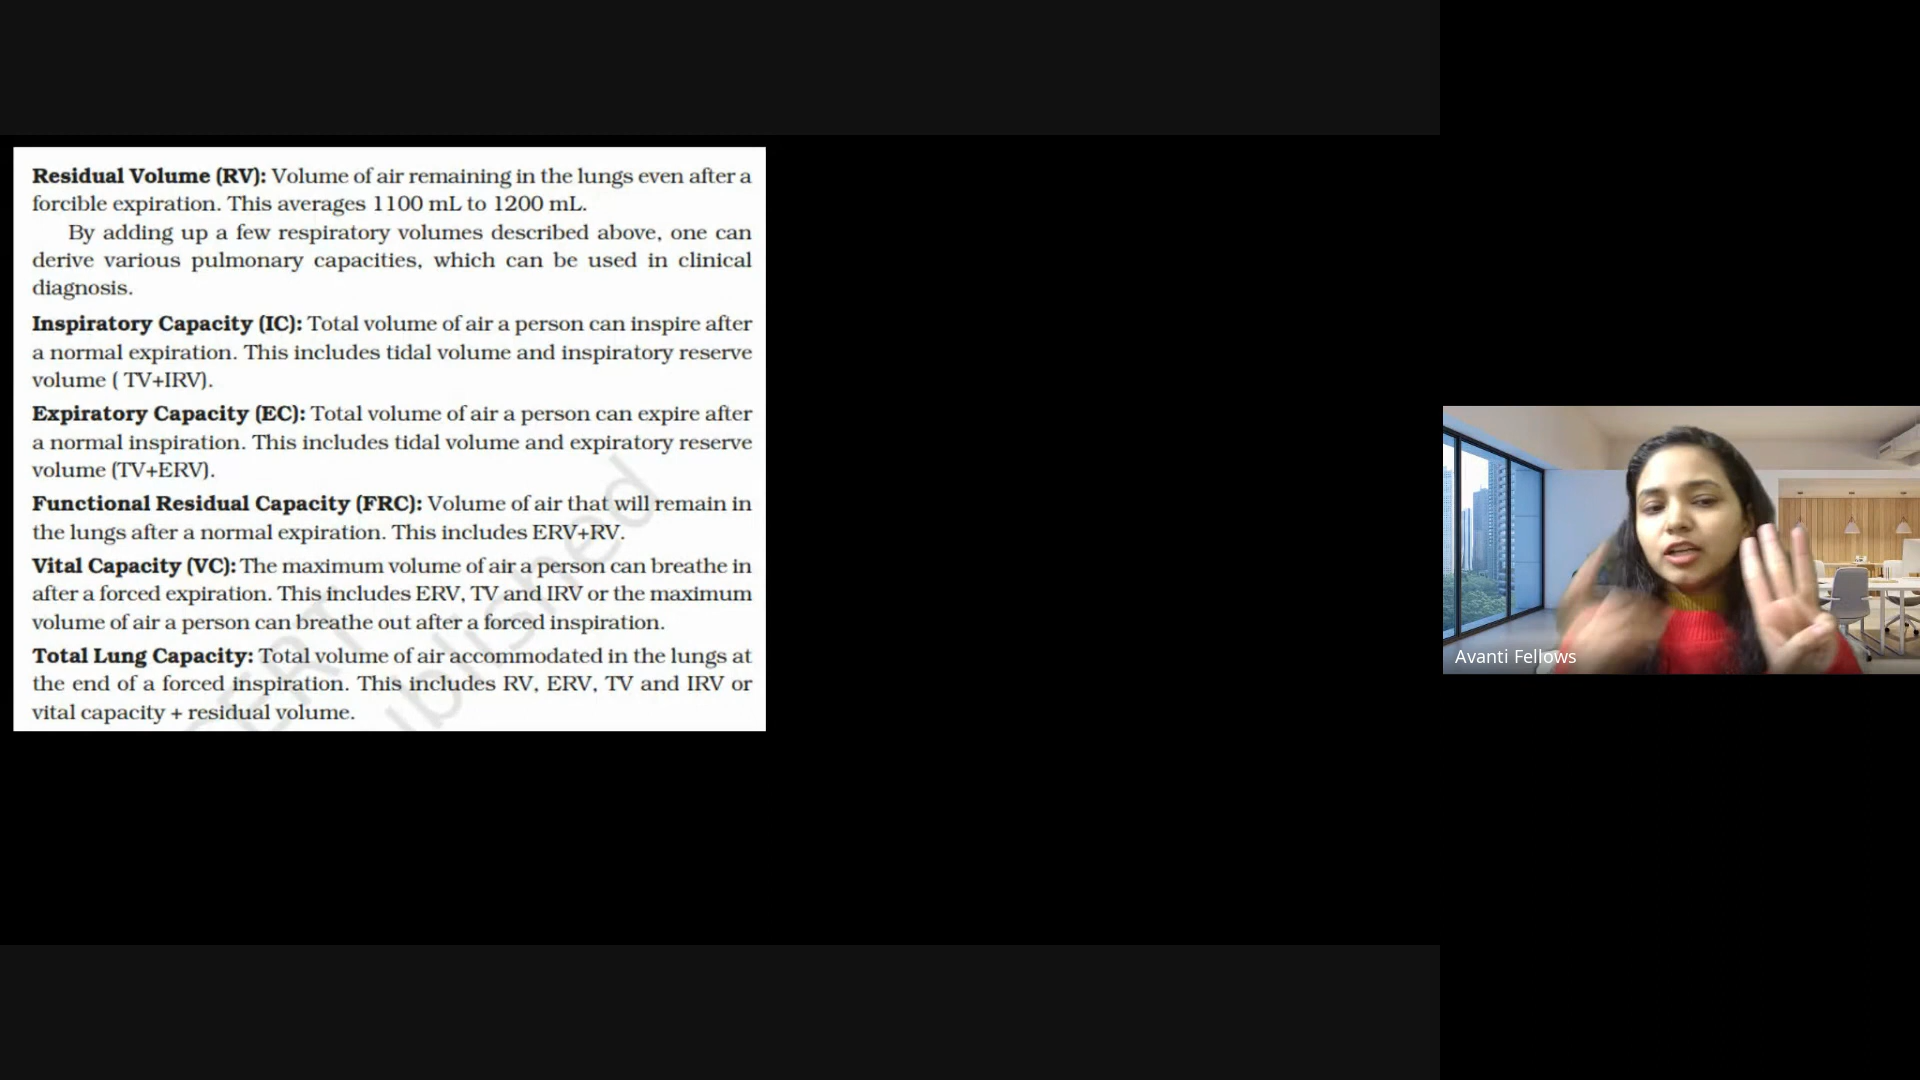 Residual Volume (RV): Volume of air remaining in the lungs even after a
forcible expiration. This averages 1100 mL to 1200 mL.
By adding up a few respiratory volumes described above, one can
derive various pulmonary capacities, which can be used in clinical
diagnosis.
Inspiratory Capacity (IC): Total volume of air a person can inspire after
a normal expiration. This includes tidal volume and inspiratory reserve
volume ( TV+IRV).
Expiratory Capacity (EC): Total volume of air a person can expire after
a normal inspiration. This includes tidal volume and expiratory reserve
volume (TV+ERV).
Functional Residual Capacity (FRC): Volume of air that will remain in
the lungs after a normal expiration. This includes ERV+RV.
Vital Capacity (VC): The maximum volume of air a person can breathe in
after a forced expiration. This includes ERV, TV and IRV or the maximum
volume of air a person can breathe out after a forced inspiration.
Total Lung Capacity: Total volume of air accommodated in the lungs at
the end of a forced inspiration. This includes RV, ERV, TV and IRV or
vital capacity + residual volume.
Avanti Fellows